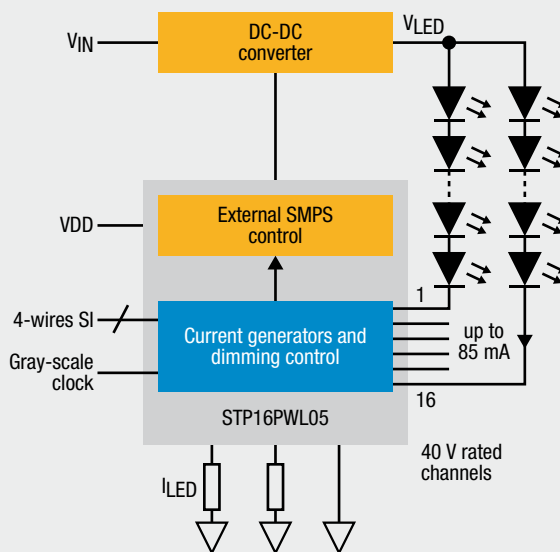 DC-DC
converter
VIN
VLED
External SMPS
control
VDD
1
4-wires SI
Current generators and
dimming control
up to
85 mA
Gray-scale
clock
16
STP16PWL05
40 V rated
channels
ILED